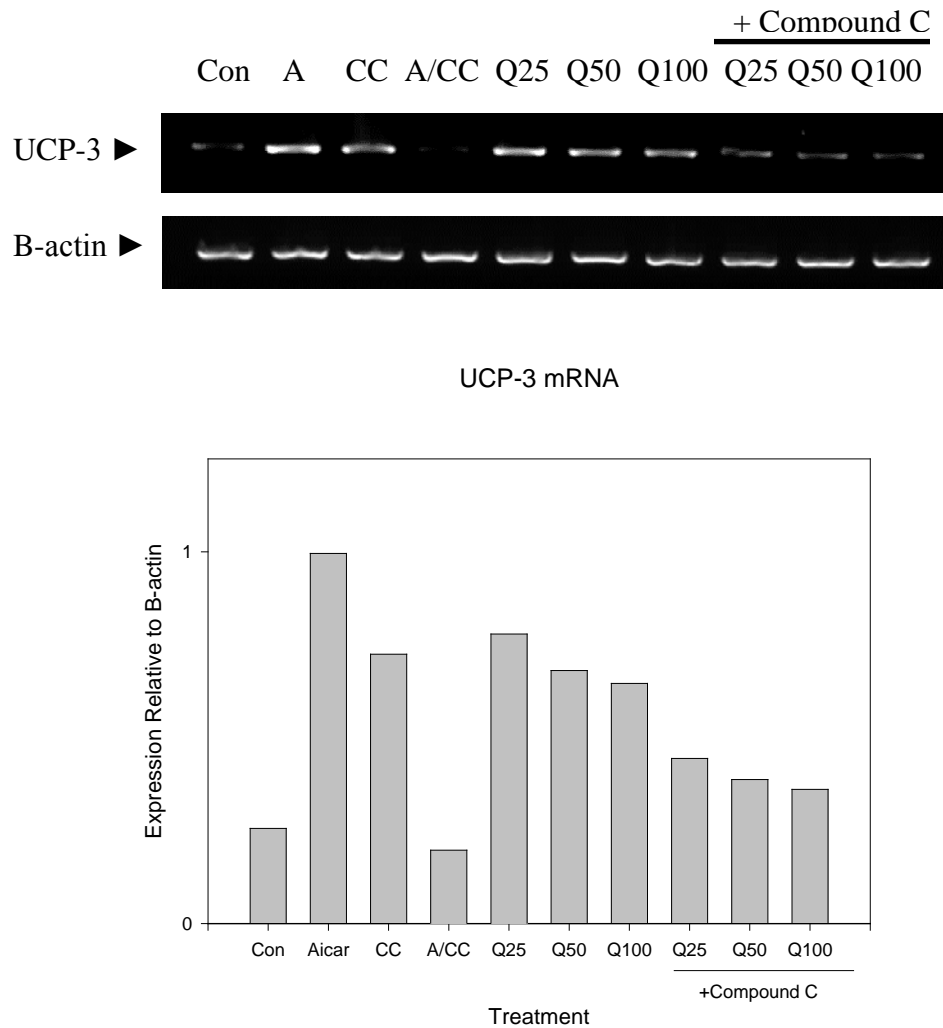 + Compound C
Con A CC A/CC Q25 Q50 Q100 Q25 Q50 Q100
UCP-3 ►
B-actin ►
UCP-3 mRNA
Expression Relative to B-actin
1
0
Con Aicar CC A/CC Q25 Q50 Q100 Q25 Q50 Q100
+Compound C
Treatment